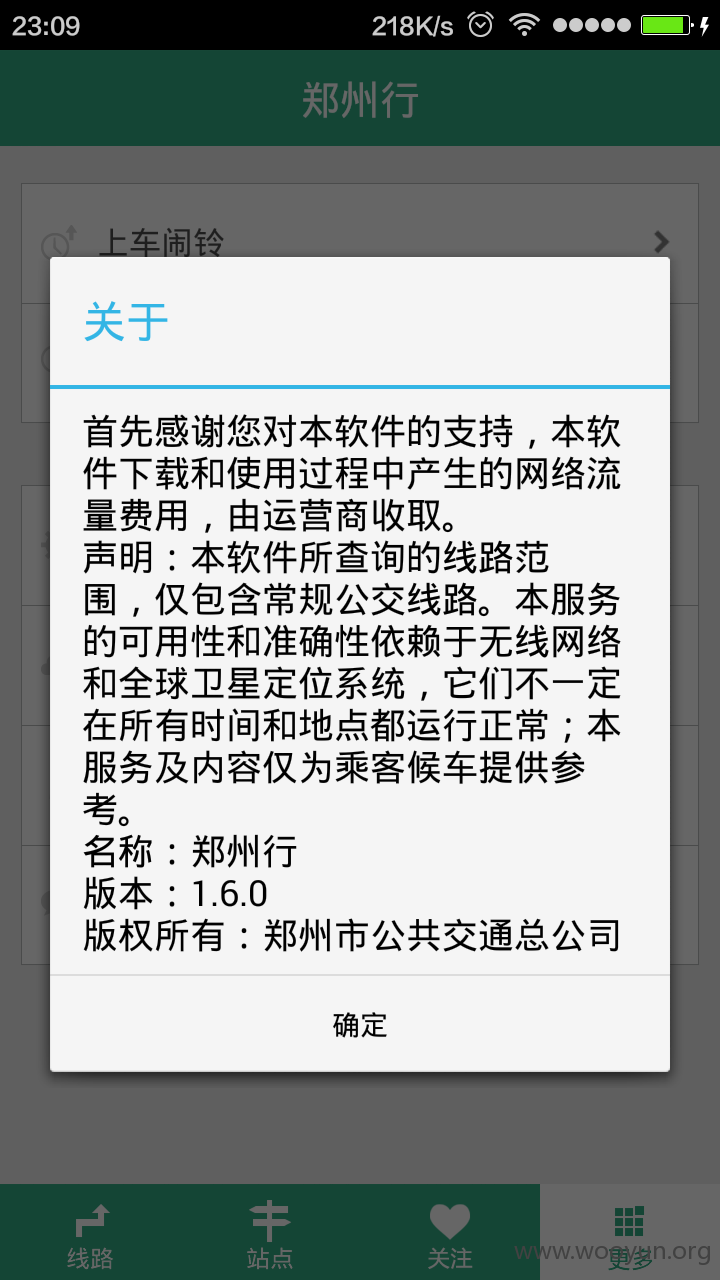 23:09
218K/s
郑州行
上车闹铃
关于
首先感谢您对本软件的支持，本软
件下载和使用过程中产生的网络流
量费用，由运营商收取。
声明：本软件所查询的线路范
围，仅包含常规公交线路。本服务
的可用性和准确性依赖于无线网络
和全球卫星定位系统，它们不一定
在所有时间和地点都运行正常；本
服务及内容仅为乘客候车提供参
考。
名称：郑州行
版本：1.6.0
版权所有：郑州市公共交通总公司
确定
线路
站点
关注
更多
www.wooyun.org